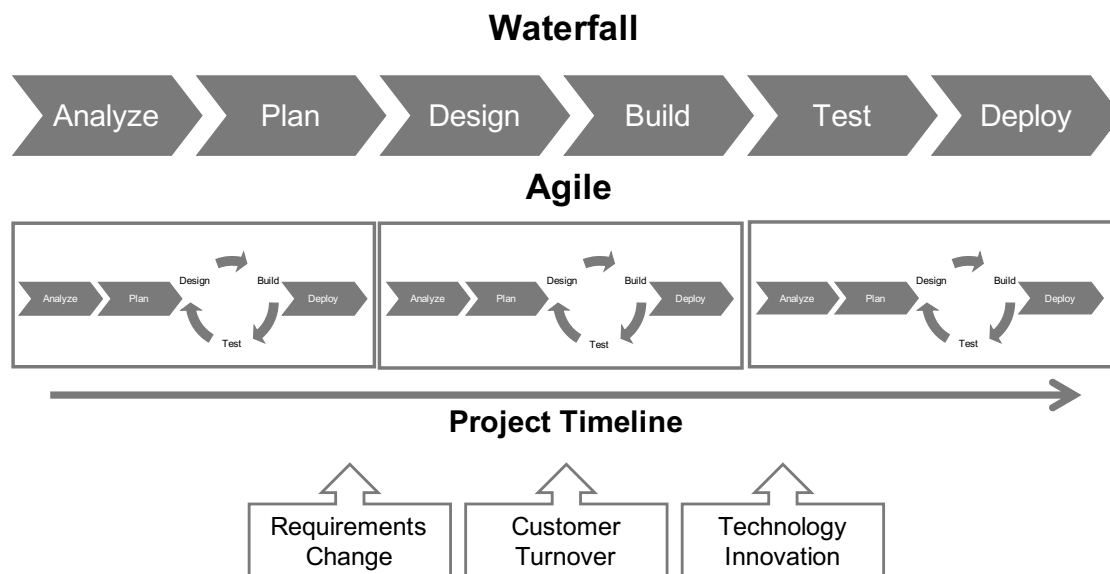 Waterfall
Analyze Plan Design Build Test Deploy
Agile
Design Build
Analyze Plan Deploy
Test
Design Build
Analyze Plan Deploy
Test
Design Build
Analyze Plan Deploy
Test
Project Timeline
Requirements
Change
Customer
Turnover
Technology
Innovation